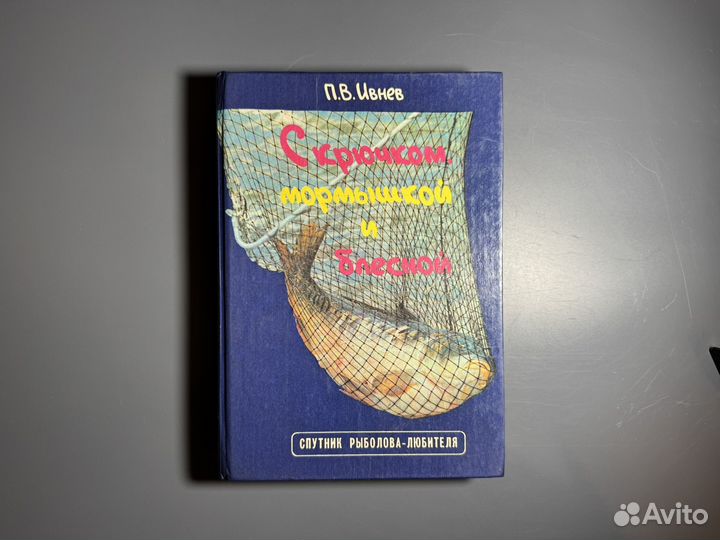 П.В.Ивнев
С крючком,
мормышкой
и
блесной
СПУТНИК РЫБОЛОВА-ЛЮБИТЕЛЯ
Avito